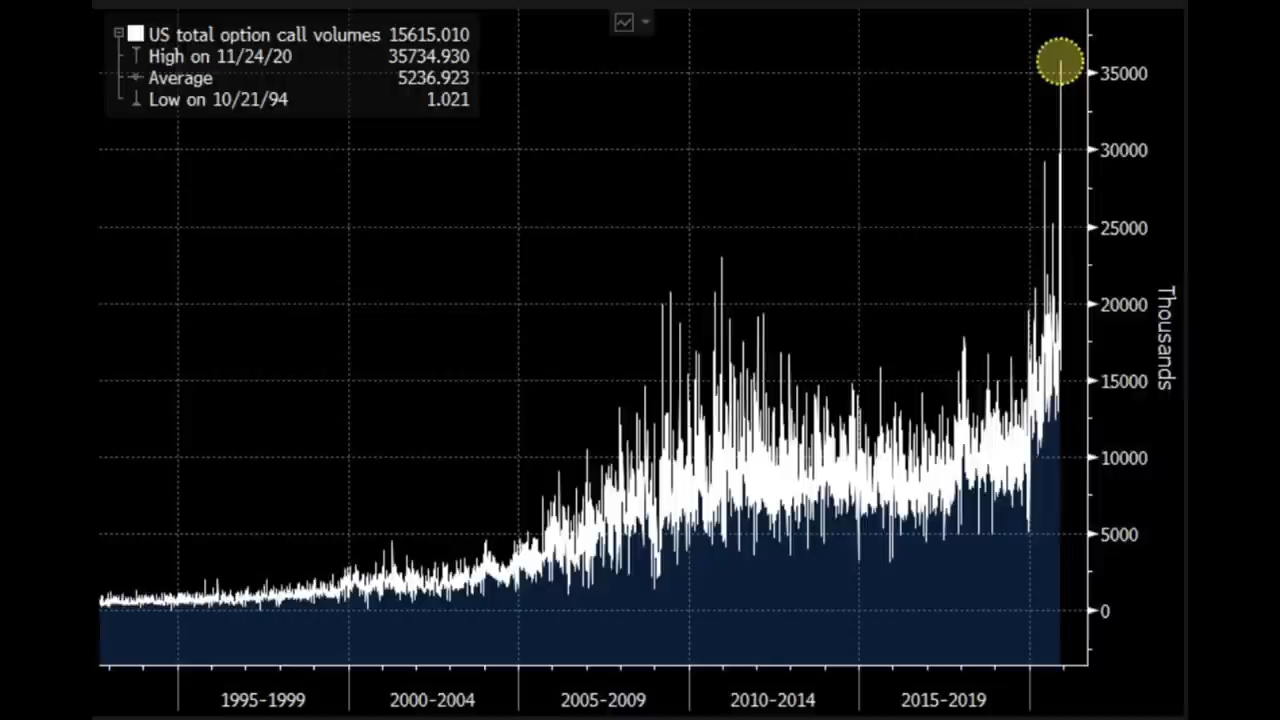 US total option call volumes 15615.010
High on 11/24/20 35734.930
Average 5236.923
Low on 10/21/94 1.021
35000
30000
25000
20000
15000
10000
5000
0
Thousands
1995-1999 2000-2004 2005-2009 2010-2014 2015-2019